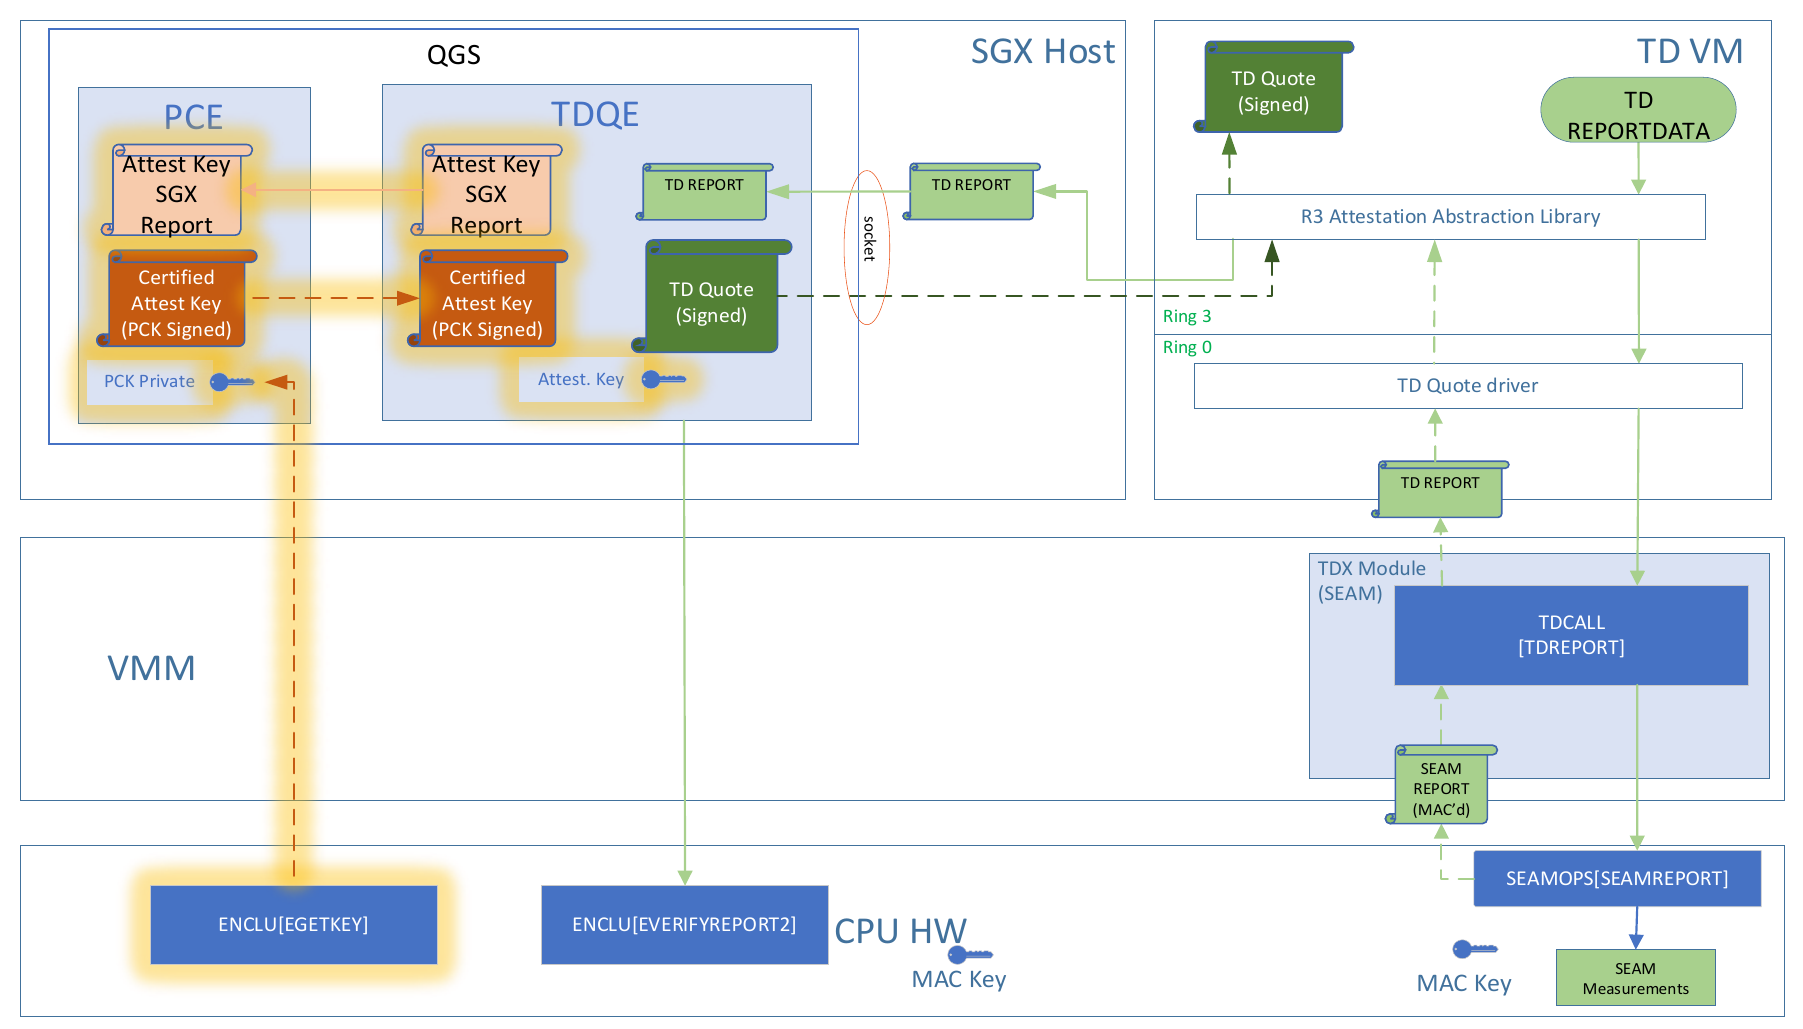 SGX Host
QGS
PCE
Attest Key
SGX
Report
Certified
Attest Key
(PCK Signed)
PCK Private
TDQE
Attest Key
SGX
Report
Certified
Attest Key
(PCK Signed)
TD REPORT
TD Quote
(Signed)
Attest. Key
socket
TD REPORT
TD VM
TD Quote
(Signed)
TD
REPORTDATA
R3 Attestation Abstraction Library
Ring 3
Ring 0
TD Quote driver
TD REPORT
VMM
TDX Module
(SEAM)
TDCALL
[TDREPORT]
SEAM
REPORT
(MAC’d)
ENCLU[EGETKEY]
ENCLU[EVERIFYREPORT2]
CPU HW
MAC Key
SEAMOPS[SEAMREPORT]
MAC Key
SEAM
Measurements